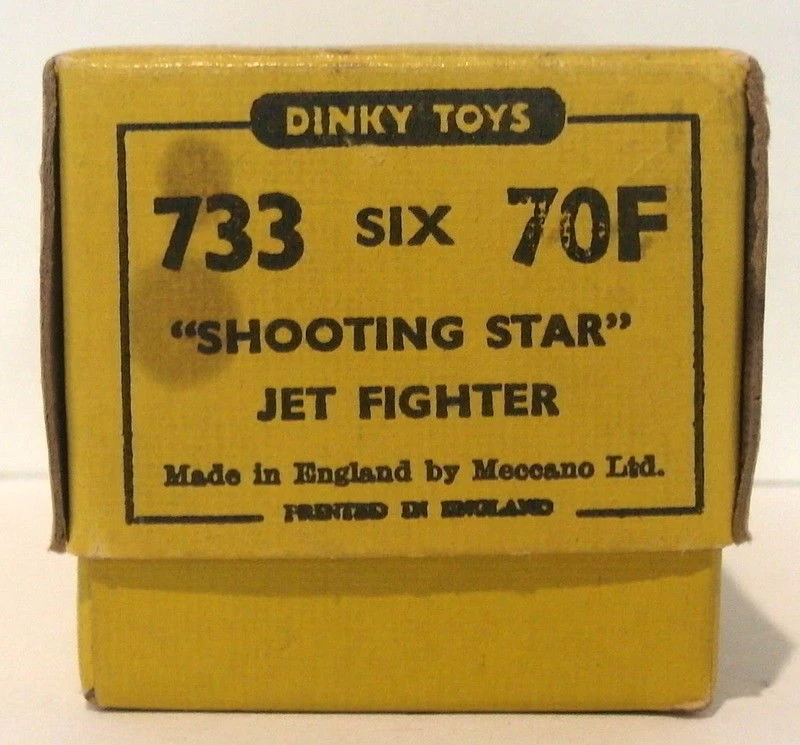 DINKY TOYS
733 SIX 70F
“SHOOTING STAR”
JET FIGHTER
Made in England by Meccano Ltd.
PRINTED IN ENGLAND